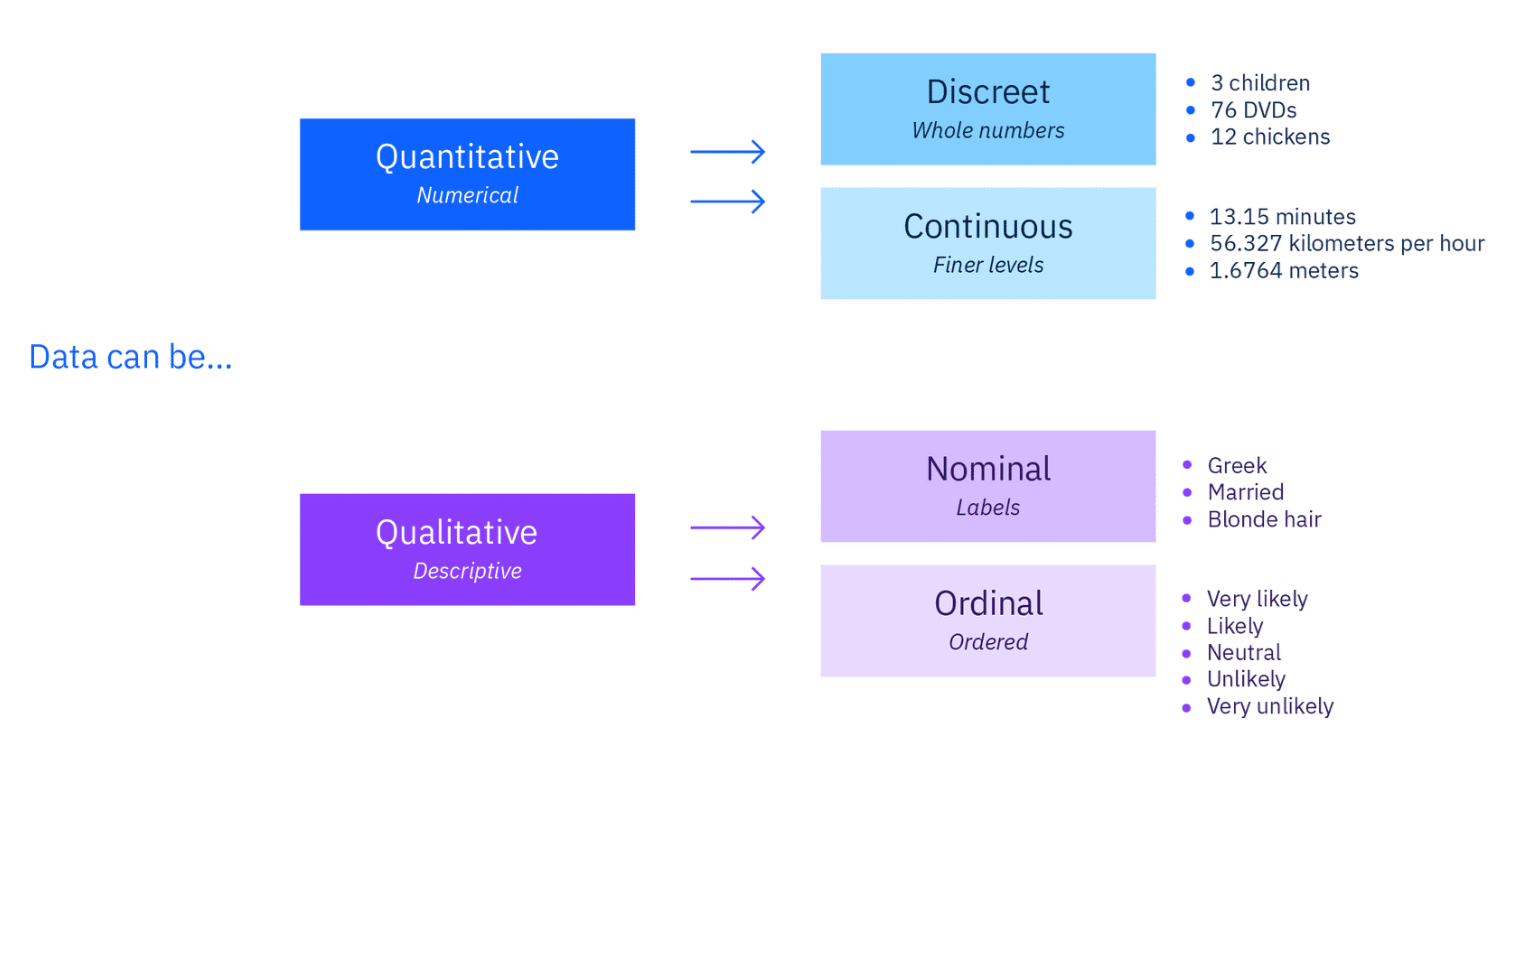 Data can be...
Quantitative
Numerical
Discreet
Whole numbers
3 children
76 DVDs
12 chickens
Continuous
Finer levels
13.15 minutes
56.327 kilometers per hour
1.6764 meters
Qualitative
Descriptive
Nominal
Labels
Greek
Married
Blonde hair
Ordinal
Ordered
Very likely
Likely
Neutral
Unlikely
Very unlikely